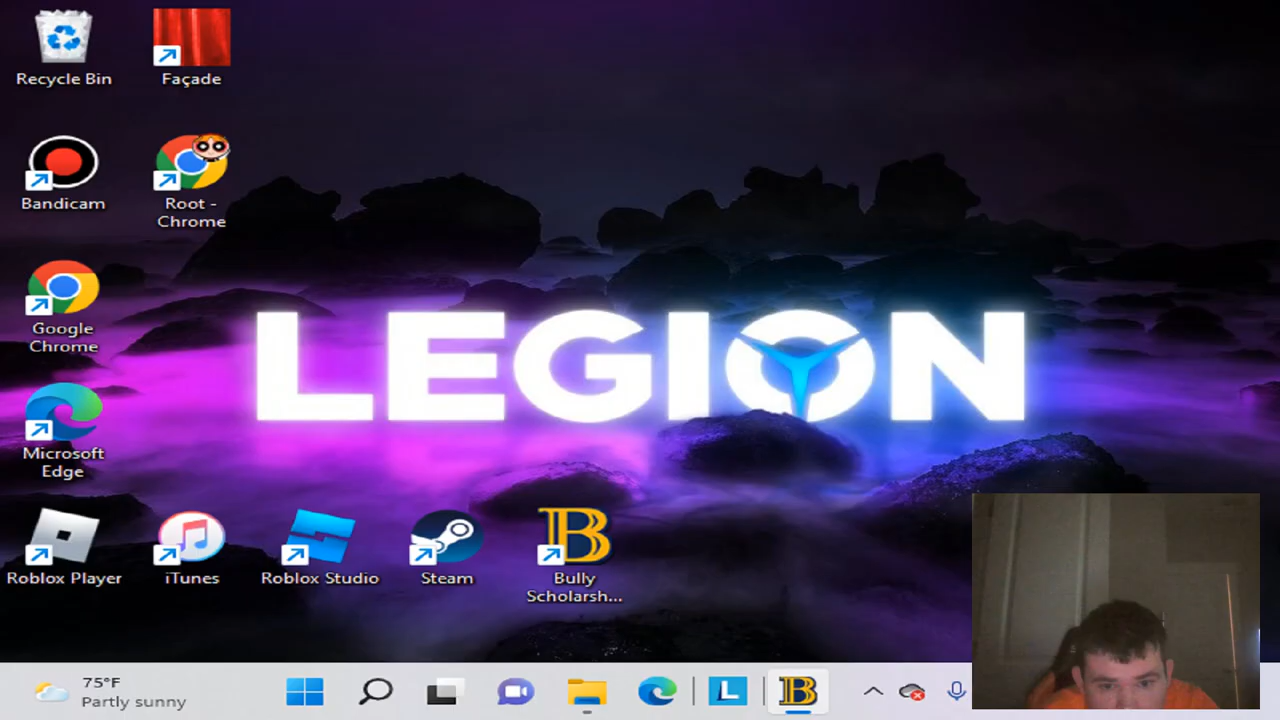 Recycle Bin
Façade
Bandicam
Root -
Chrome
Google
Chrome
LEGION
Microsoft
Edge
Roblox Player
iTunes
Roblox Studio
Steam
B
Bully
Scholarsh...
75°F
Partly sunny
L
B